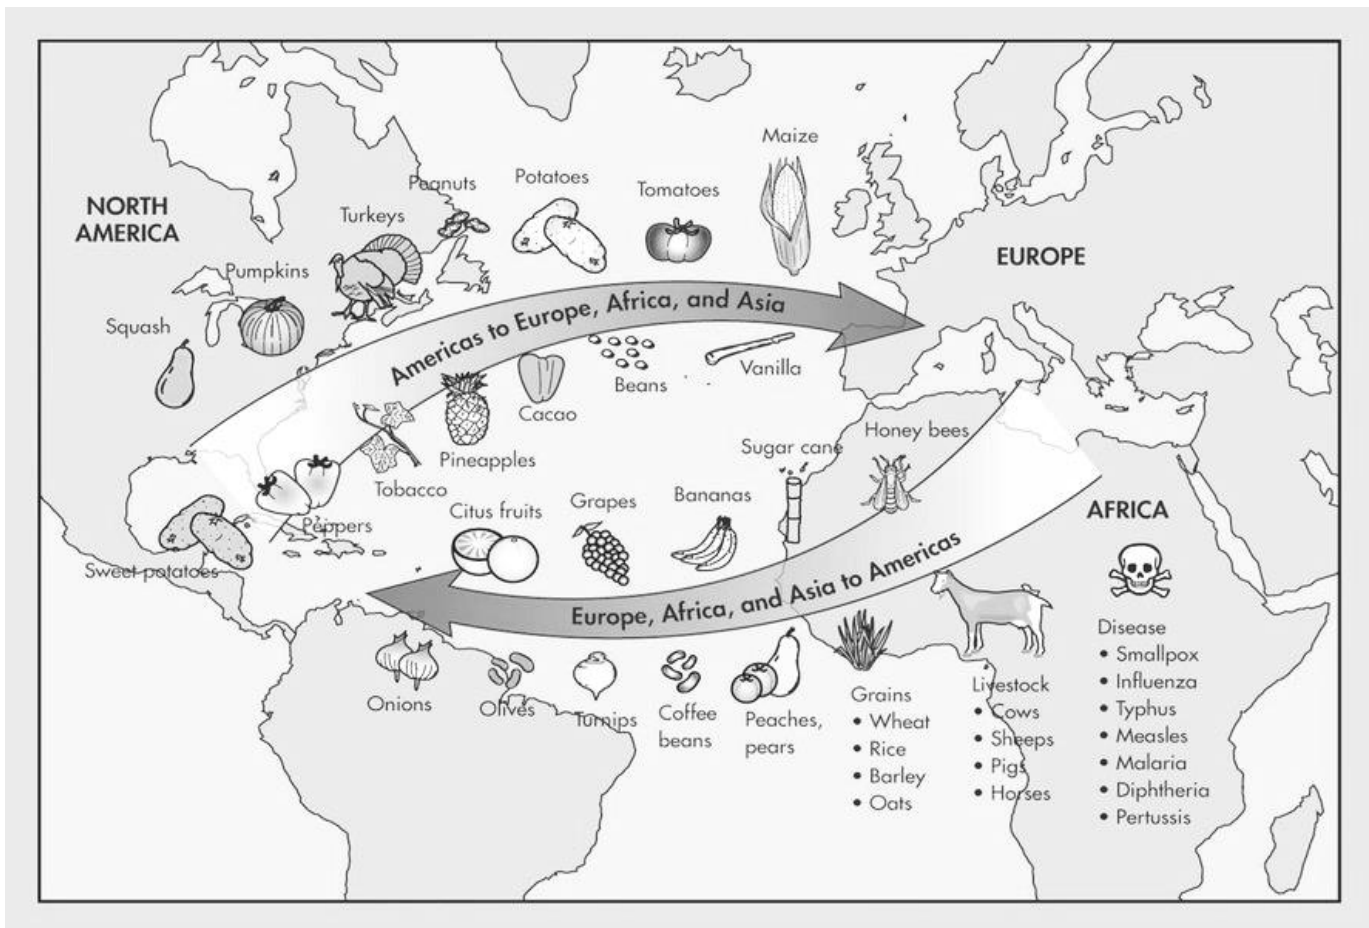 Maize
Peanuts
Potatoes
Tomatoes
NORTH
AMERICA
Turkeys
EUROPE
Pumpkins
Squash
Americas to Europe, Africa, and Asia
Beans
Vanilla
Cacao
Honey bees
Sugar cane
Pineapples
Tobacco
Grapes
Bananas
Citus fruits
Peppers
AFRICA
Sweet potatoes
Europe, Africa, and Asia to Americas
Onions
Olives
Turnips
Coffee
beans
Peaches,
pears
Grains
• Wheat
• Rice
• Barley
• Oats
Livestock
• Cows
• Sheeps
• Pigs
• Horses
Disease
• Smallpox
• Influenza
• Typhus
• Measles
• Malaria
• Diphtheria
• Pertussis